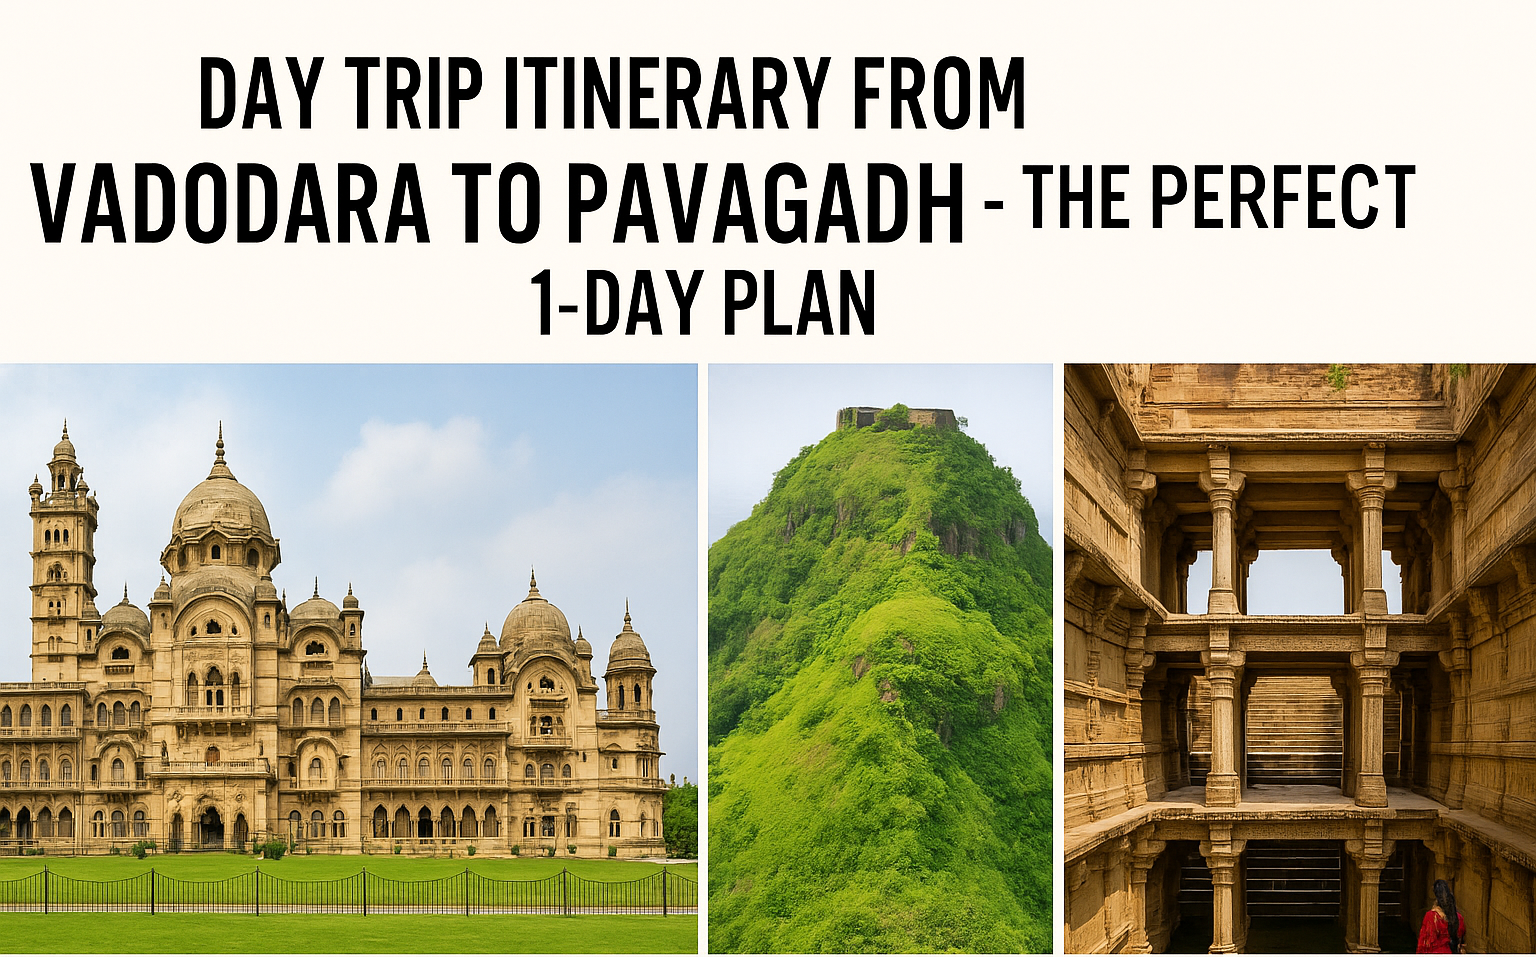 DAY TRIP ITINERARY FROM
VADODARA TO PAVAGADH - THE PERFECT
1-DAY PLAN